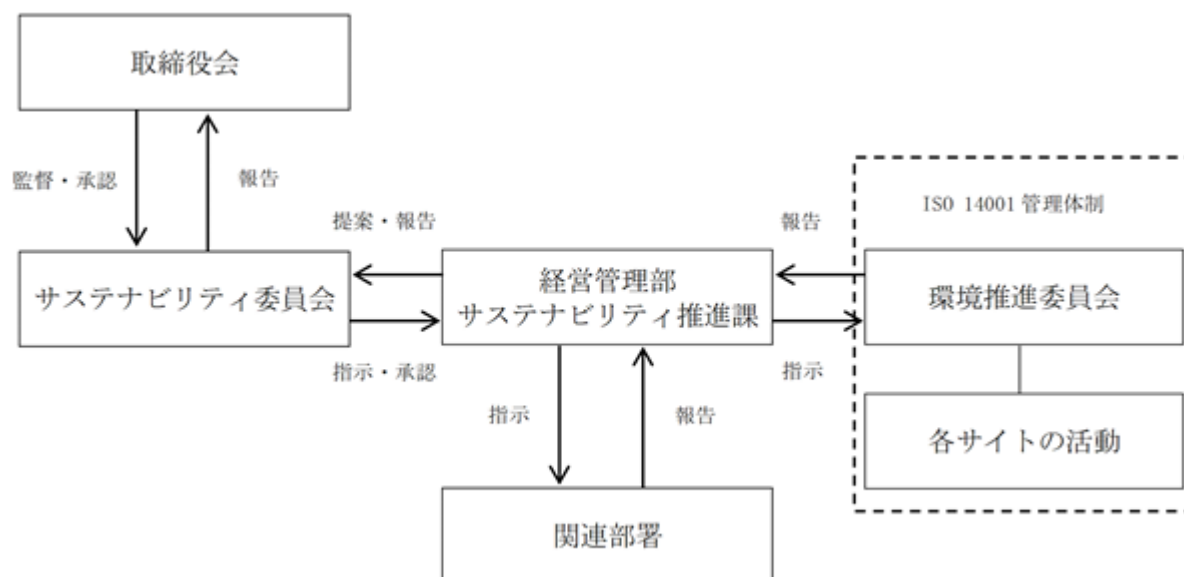 取締役会
監督・承認
報告
ISO 14001 管理体制
提案・報告
報告
サステナビリティ委員会
経営管理部
サステナビリティ推進課
環境推進委員会
指示・承認
指示
指示
報告
各サイトの活動
関連部署